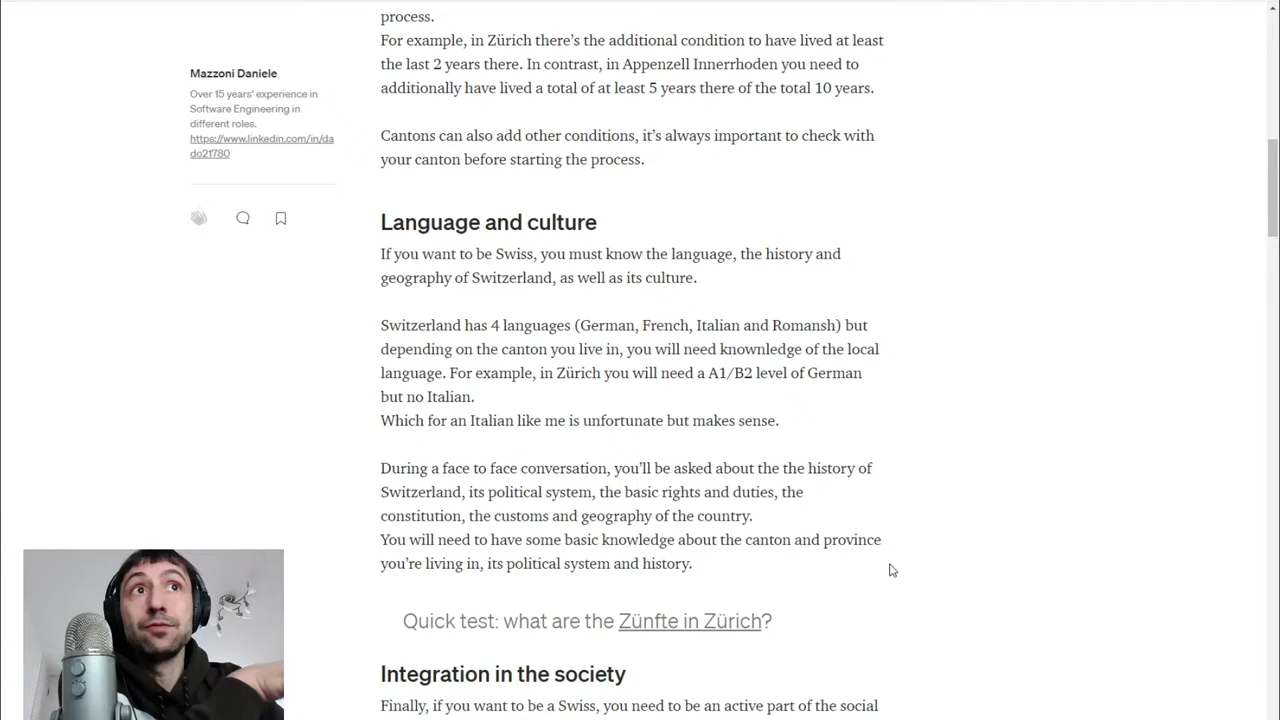 process.
For example, in Zürich there's the additional condition to have lived at least
the last 2 years there. In contrast, in Appenzell Innerrhoden you need to
additionally have lived a total of at least 5 years there of the total 10 years.
Cantons can also add other conditions, it's always important to check with
your canton before starting the process.
Mazzoni Daniele
Over 15 years' experience in
Software Engineering in
different roles.
https://www.linkedin.com/in/da
do21780
Language and culture
If you want to be Swiss, you must know the language, the history and
geography of Switzerland, as well as its culture.
Switzerland has 4 languages (German, French, Italian and Romansh) but
depending on the canton you live in, you will need knownledge of the local
language. For example, in Zürich you will need a A1/B2 level of German
but no Italian.
Which for an Italian like me is unfortunate but makes sense.
During a face to face conversation, you'll be asked about the the history of
Switzerland, its political system, the basic rights and duties, the
constitution, the customs and geography of the country.
You will need to have some basic knowledge about the canton and province
you're living in, its political system and history.
Quick test: what are the Zünfte in Zürich?
Integration in the society
Finally, if you want to be a Swiss, you need to be an active part of the social